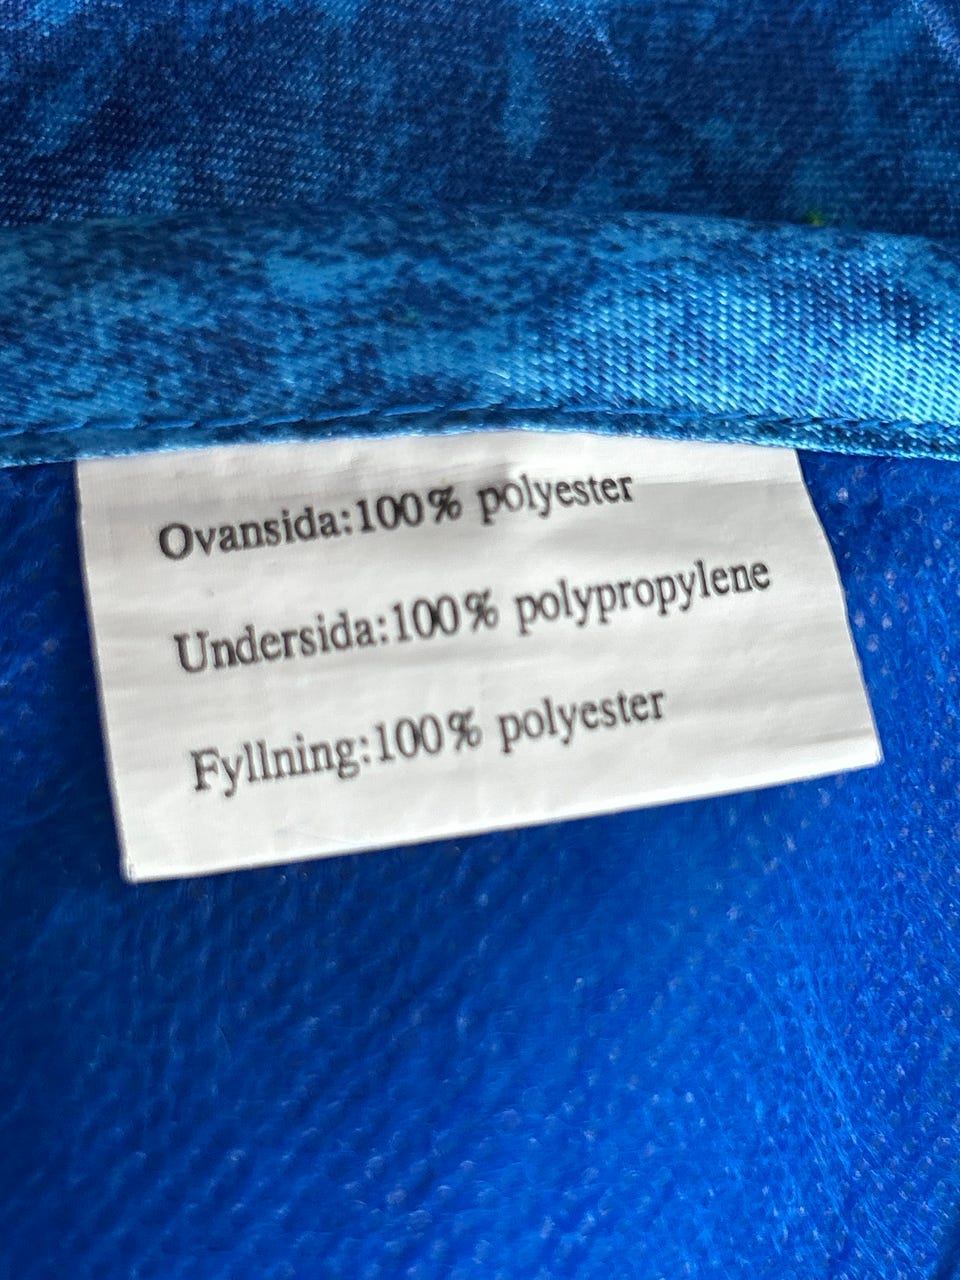 Ovansida:100% polyester
Undersida:100% polypropylene
Fyllning:100% polyester